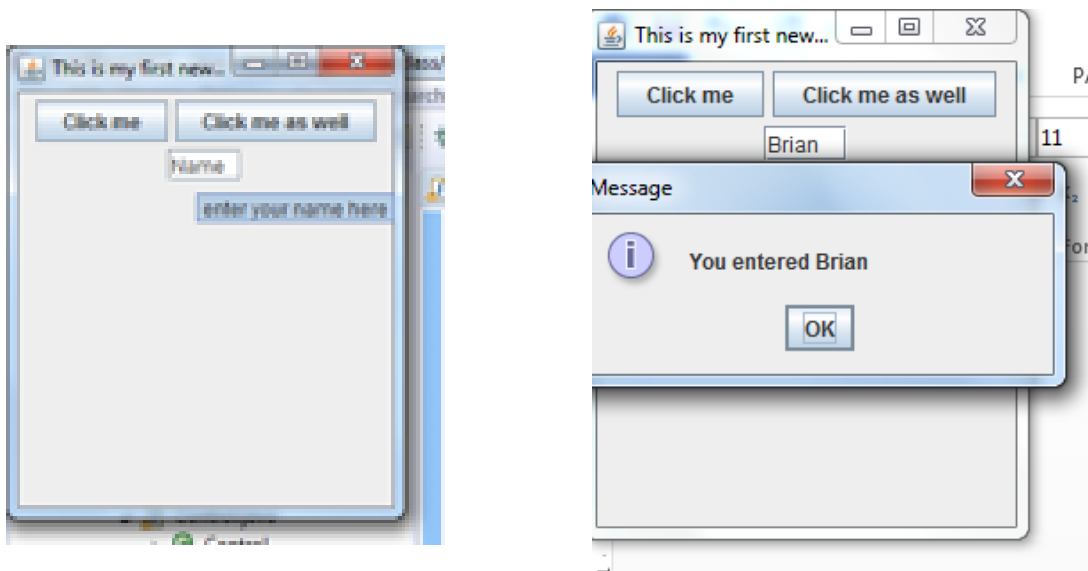 This is my first new...
Click me
Click me as well
Name
enter your name here
Control
This is my first new...
Click me
Click me as well
Brian
11
Message
You entered Brian
OK